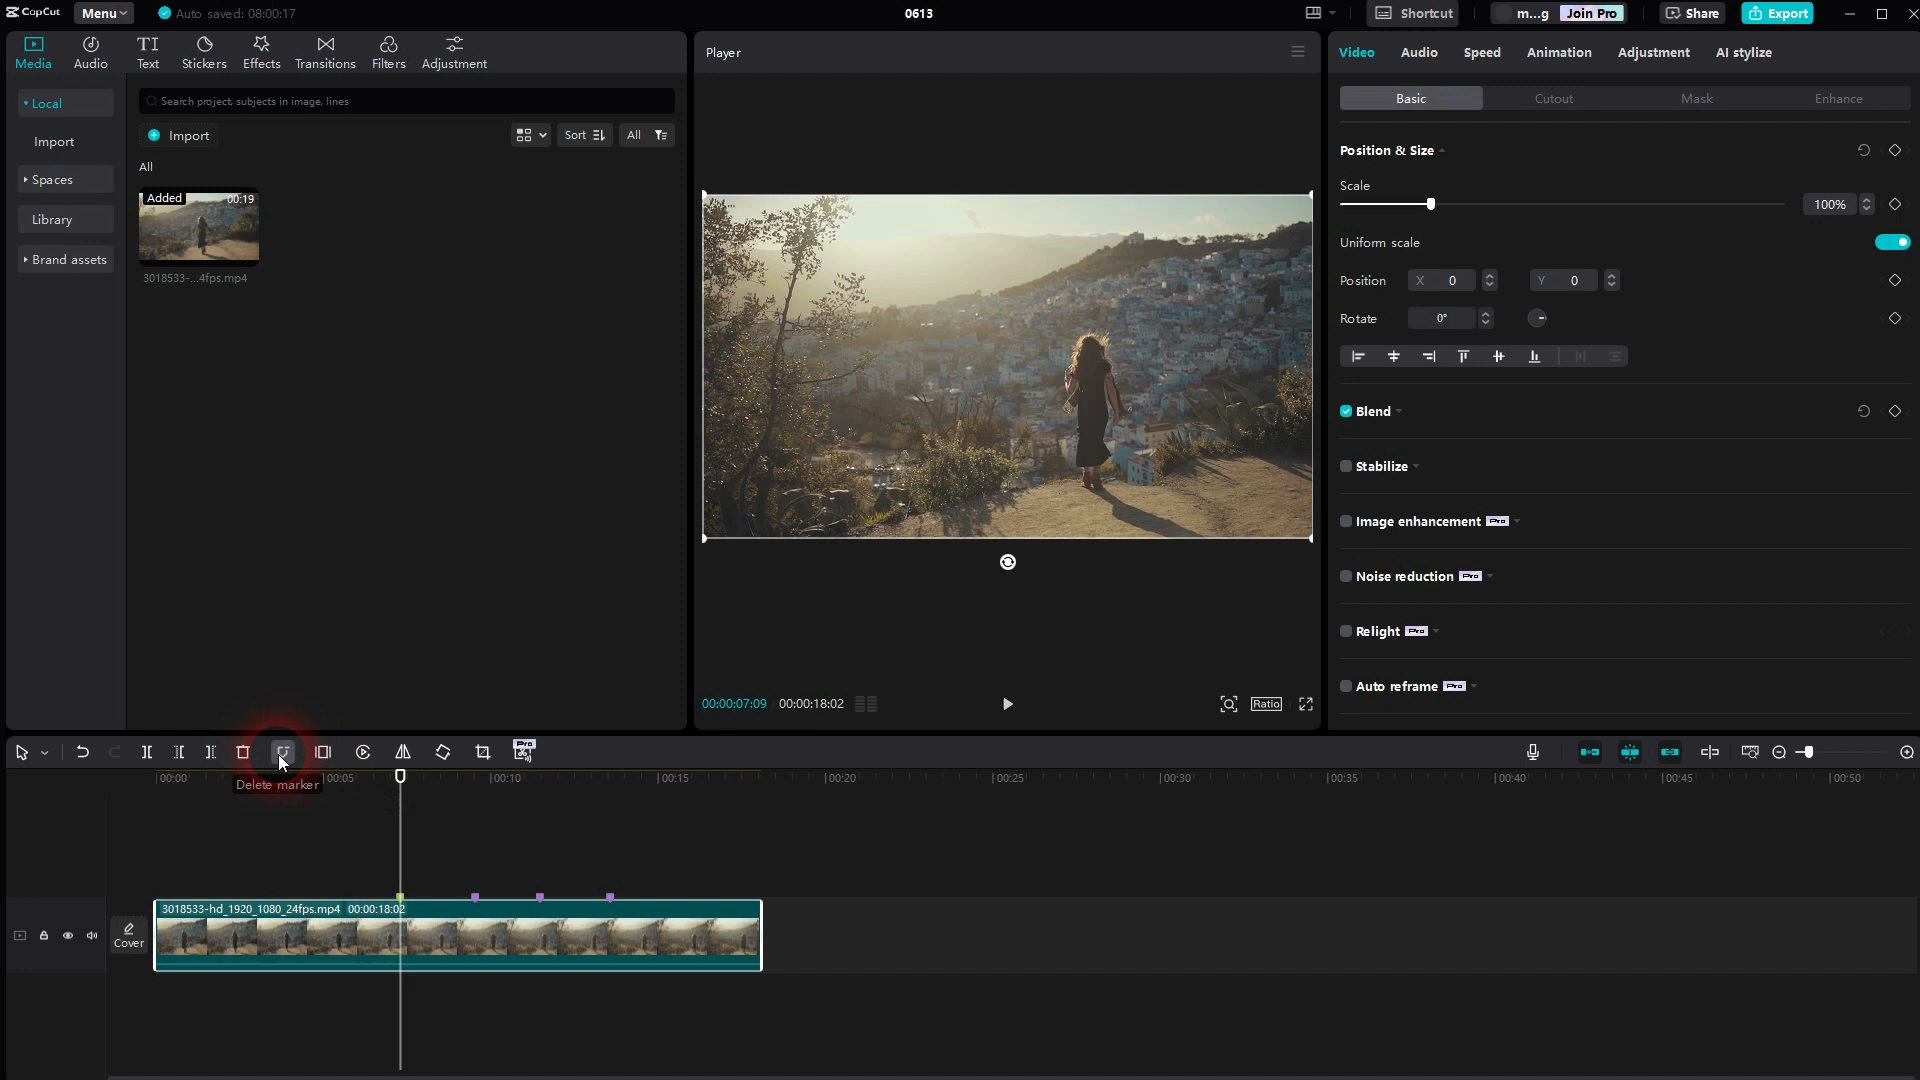 CapCut
Menu
Auto saved: 08:00:17
0613
Shortcut
m...g
Join Pro
Share
Export
Media
Audio
Text
Stickers
Effects
Transitions
Filters
Adjustment
Local
Import
Spaces
Library
Brand assets
Search project, subjects in image, lines
Import
Sort
All
All
Added
00:19
3018533-...4fps.mp4
Player
00:00:07:09
00:00:18:02
Ratio
Video
Audio
Speed
Animation
Adjustment
AI stylize
Basic
Cutout
Mask
Enhance
Position & Size
Scale
100%
Uniform scale
Position
X 0
Y 0
Rotate
0°
Blend
Stabilize
Image enhancement Pro
Noise reduction Pro
Relight Pro
Auto reframe Pro
Pro
Delete marker
00:00
00:05
00:10
00:15
00:20
00:25
00:30
00:35
00:40
00:45
00:50
3018533-hd_1920_1080_24fps.mp4 00:00:18:02
Cover